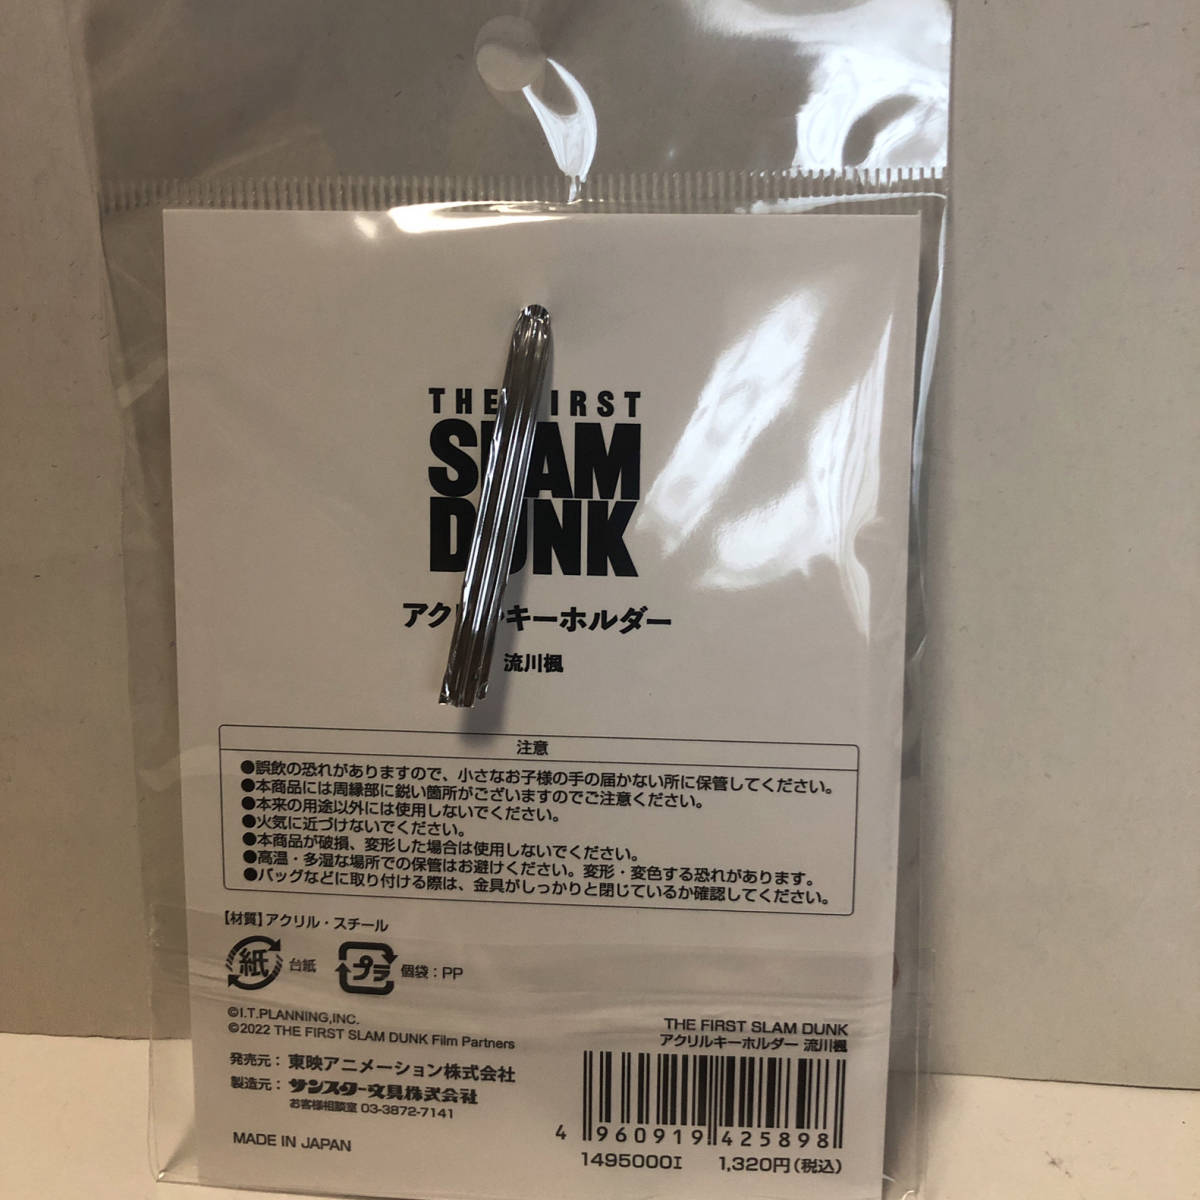 THE FIRST
SLAM
DUNK
アクリルキーホルダー
流川楓
注意
●誤飲の恐れがありますので、小さなお子様の手の届かない所に保管してください。
●本商品には周縁部に鋭い箇所がございますのでご注意ください。
●本来の用途以外には使用しないでください。
●火気に近づけないでください。
●本商品が破損、変形した場合は使用しないでください。
●高温・多湿な場所での保管はお避けください。変形・変色する恐れがあります。
●バッグなどに取り付ける際は、金具がしっかりと閉じているか確認してください。
【材質】アクリル・スチール
紙 台紙 プラ 個袋：PP
©I.T.PLANNING,INC.
©2022 THE FIRST SLAM DUNK Film Partners
発売元：東映アニメーション株式会社
製造元：サンスター文具株式会社
お客様相談室 03-3872-7141
MADE IN JAPAN
THE FIRST SLAM DUNK
アクリルキーホルダー 流川楓
4 960919 425898
1495000I 1,320円(税込)